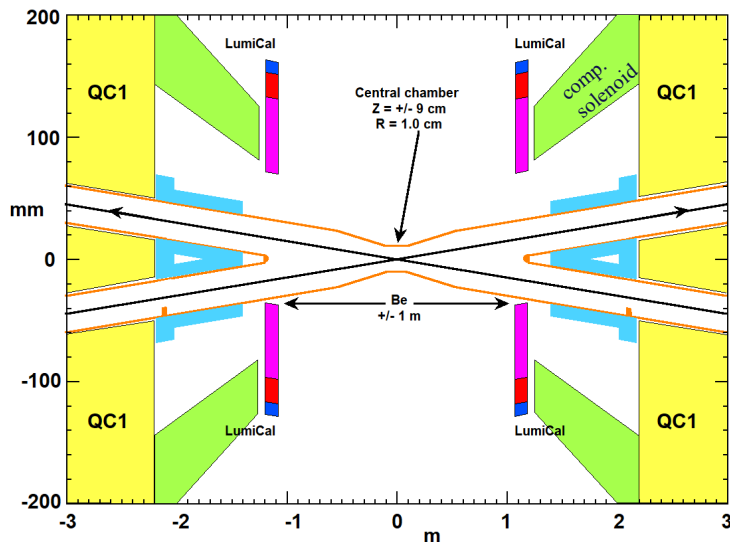 200
LumiCal
LumiCal
QC1
Central chamber
Z = +/- 9 cm
R = 1.0 cm
comp.
solenoid
QC1
100
mm
0
Be
+/- 1 m
-100
QC1
LumiCal
LumiCal
QC1
-200
-3
-2
-1
0
1
2
3
m